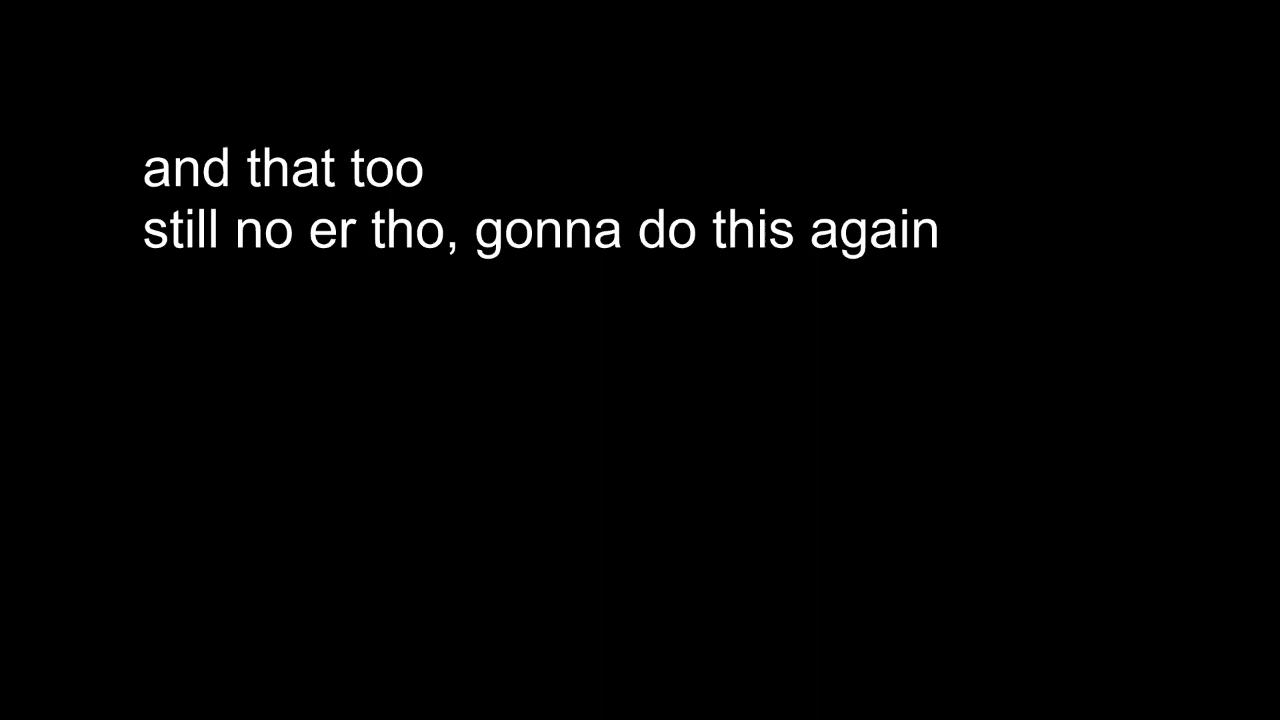 and that too
still no er tho, gonna do this again